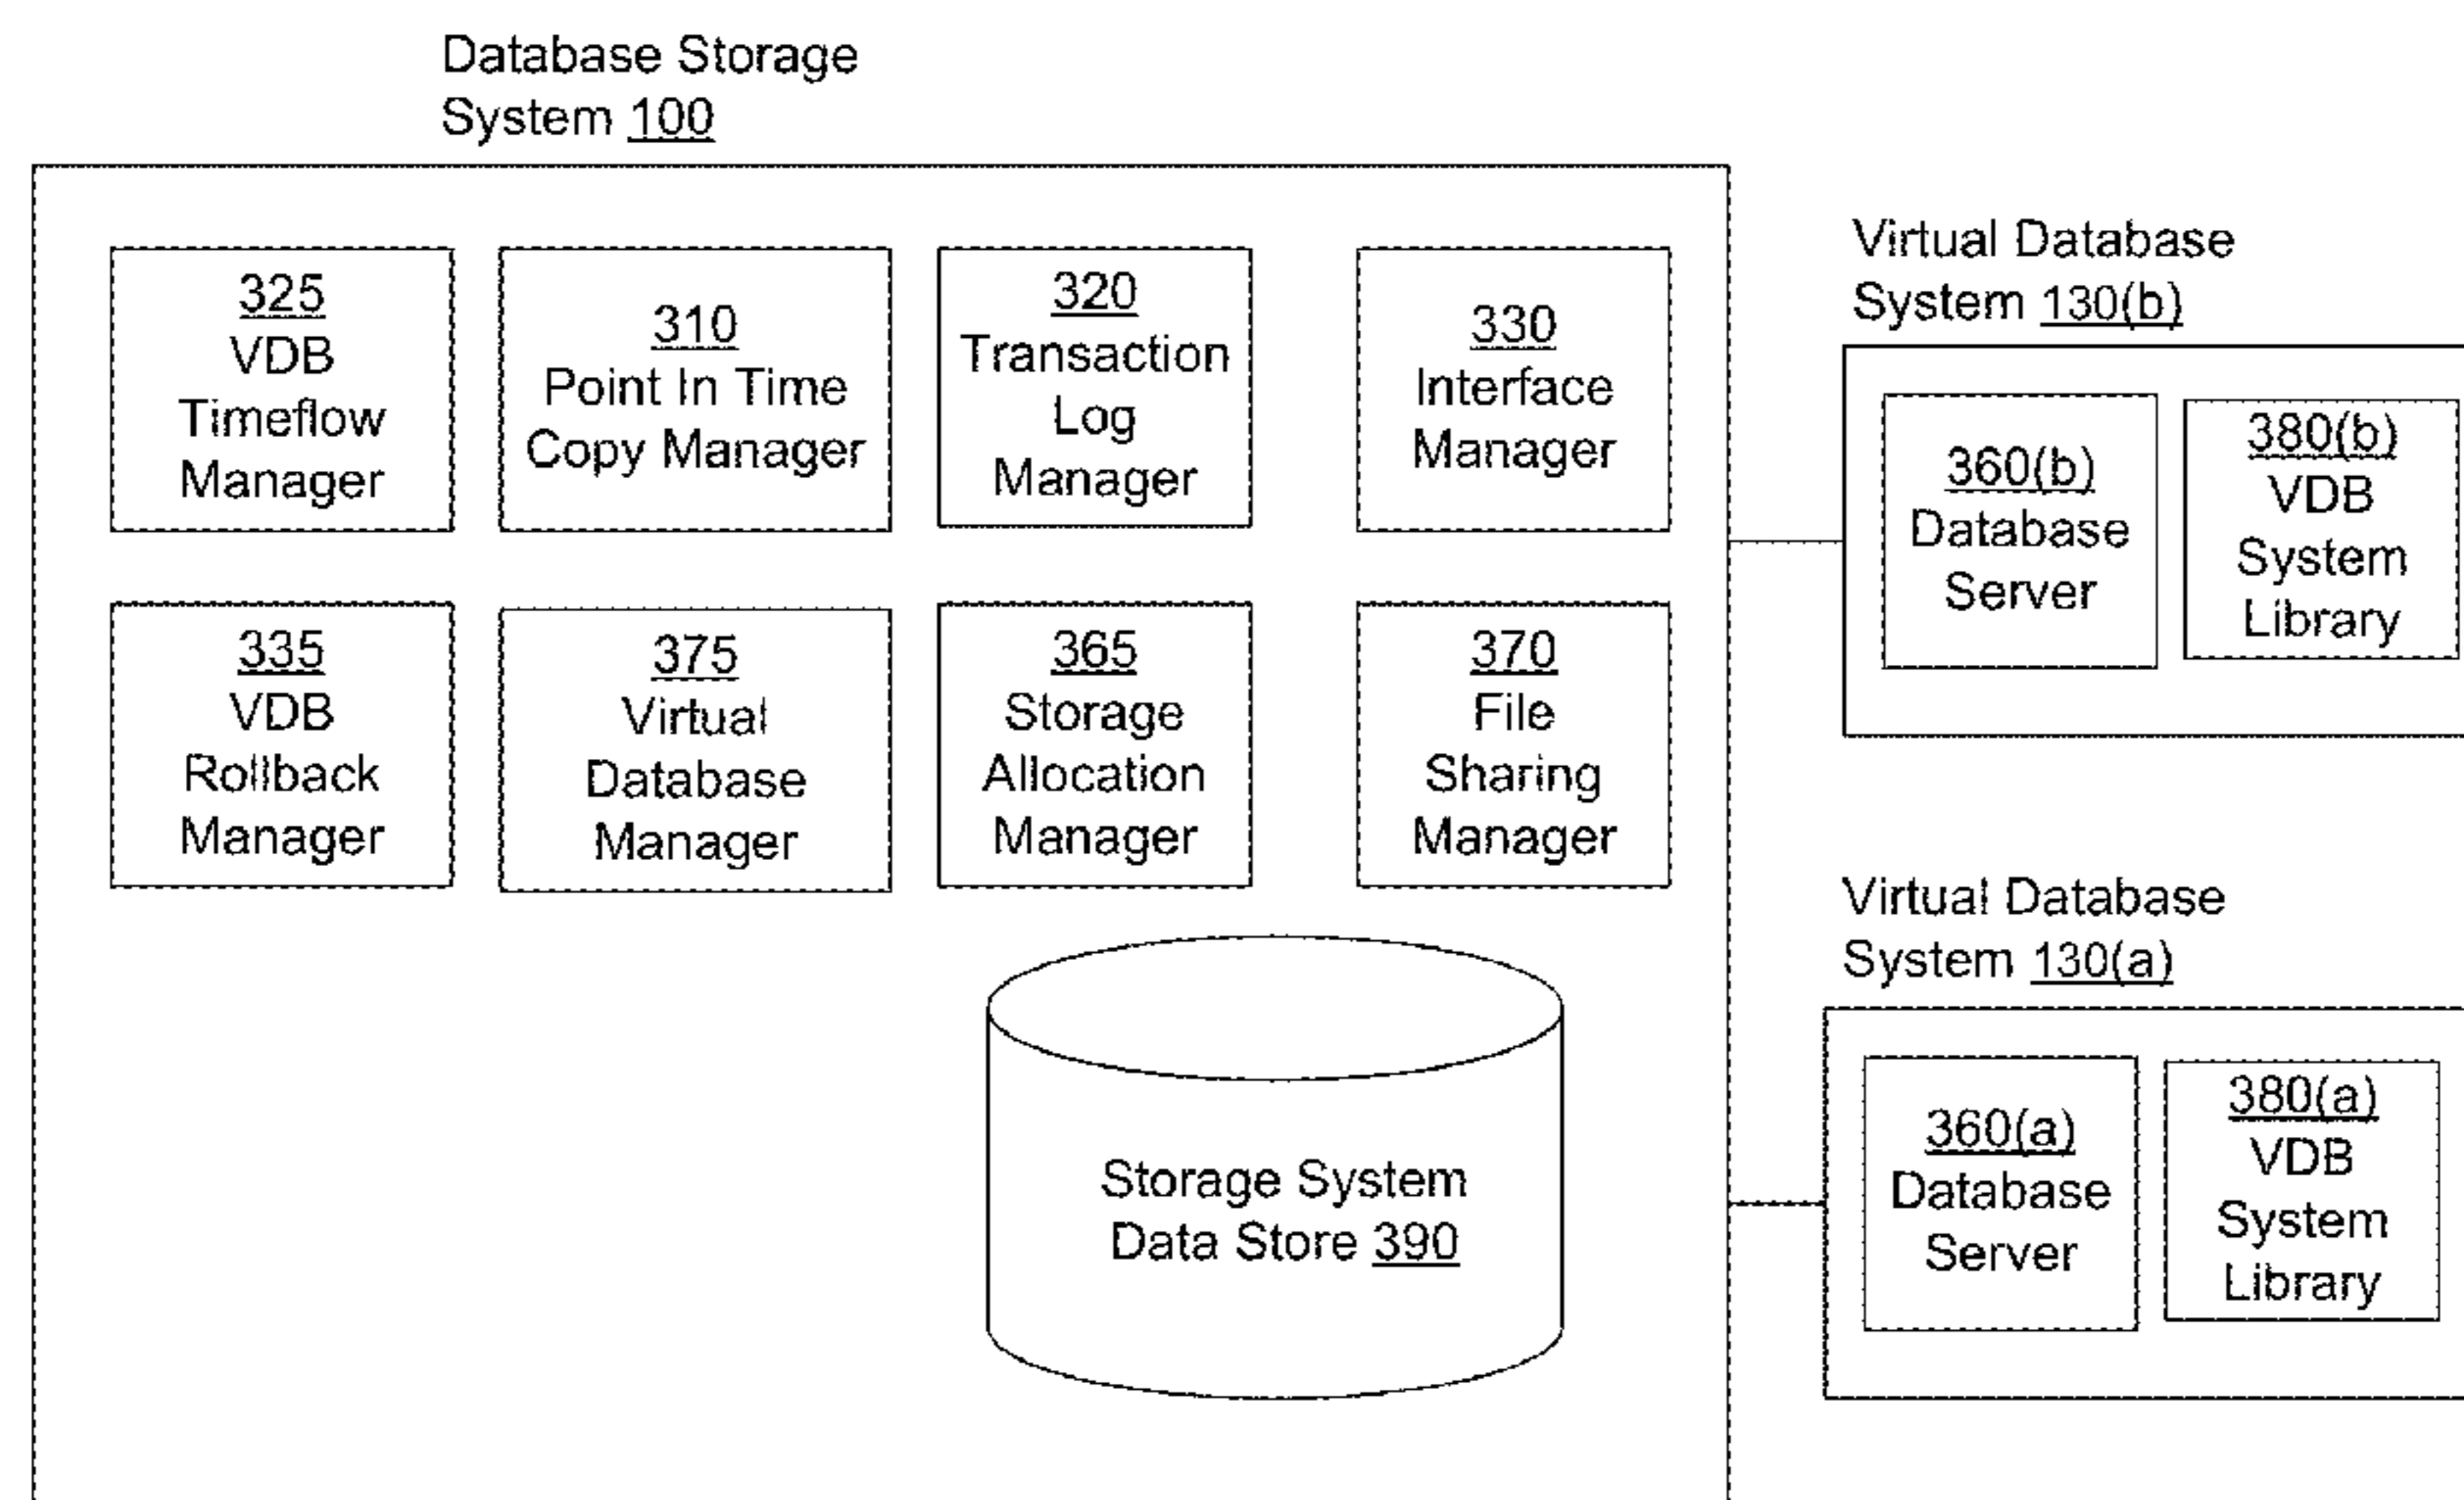 Database Storage
System 100
325
VDB
Timeflow
Manager
310
Point In Time
Copy Manager
320
Transaction
Log
Manager
330
Interface
Manager
335
VDB
Rollback
Manager
375
Virtual
Database
Manager
365
Storage
Allocation
Manager
370
File
Sharing
Manager
Storage System
Data Store 390
Virtual Database
System 130(b)
360(b)
Database
Server
380(b)
VDB
System
Library
Virtual Database
System 130(a)
360(a)
Database
Server
380(a)
VDB
System
Library